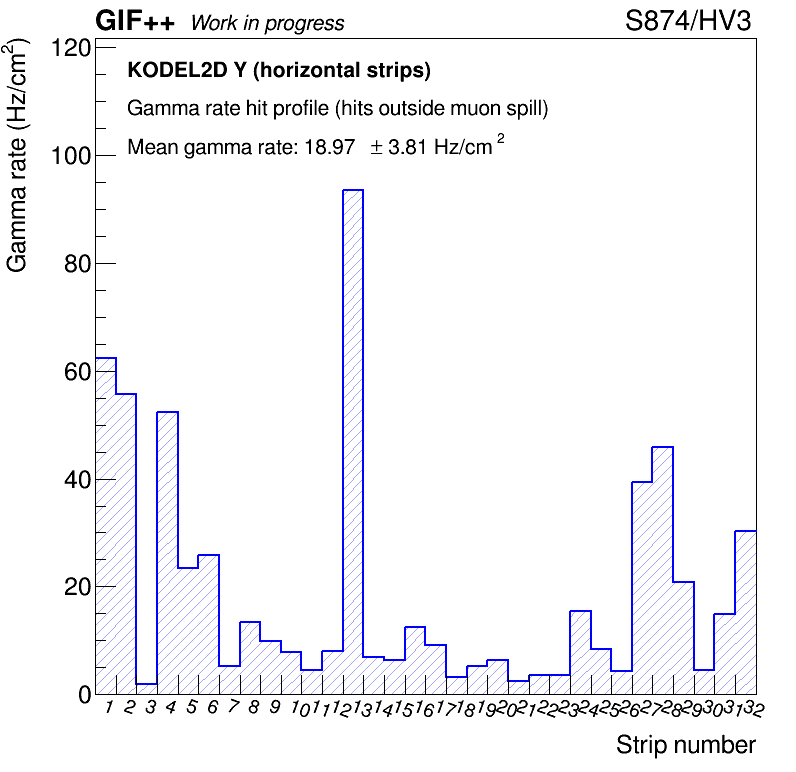 GIF++ Work in progress S874/HV3
Gamma rate (Hz/cm²)
120
100
80
60
40
20
0
KODEL2D Y (horizontal strips)
Gamma rate hit profile (hits outside muon spill)
Mean gamma rate: 18.97 ± 3.81 Hz/cm²
1 2 3 4 5 6 7 8 9 10 11 12 13 14 15 16 17 18 19 20 21 22 23 24 25 26 27 28 29 30 31 32
Strip number